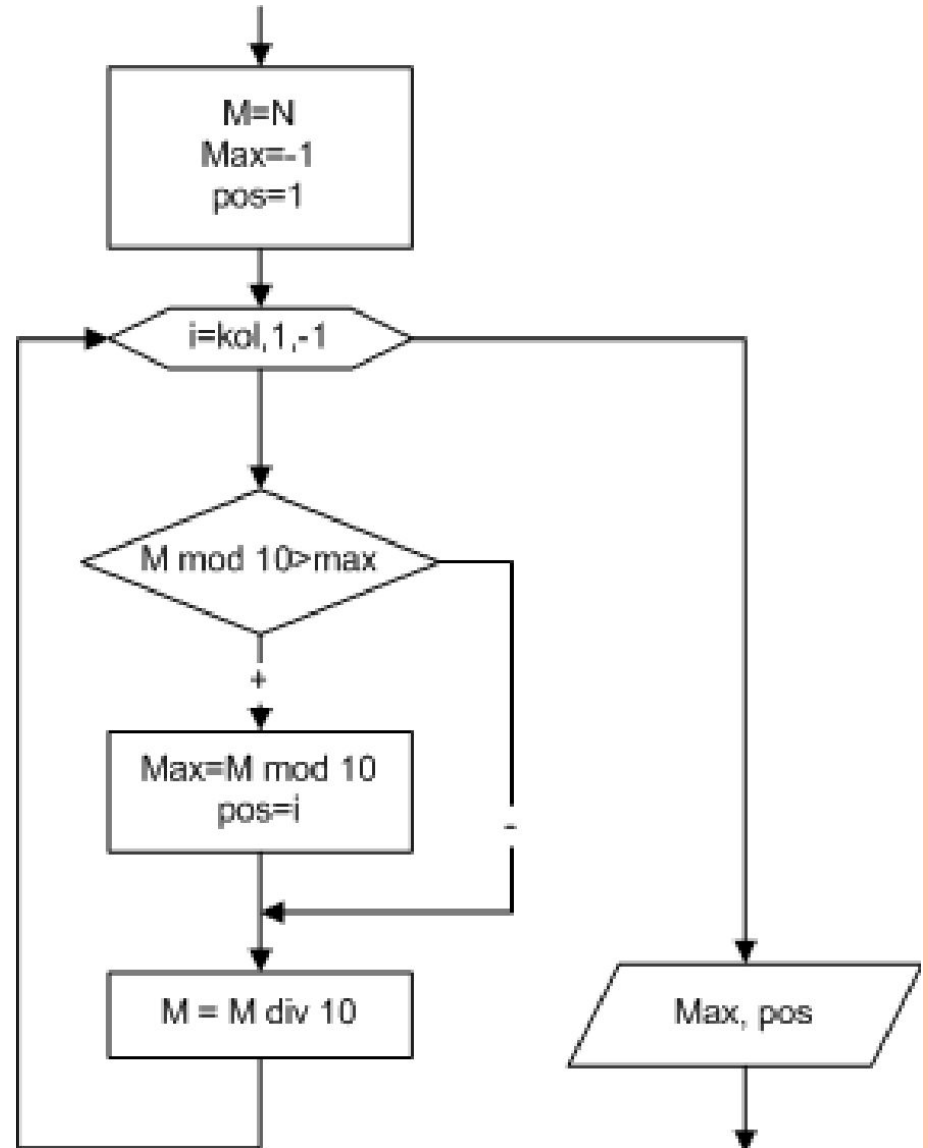 M=N
Max=-1
pos=1
i=kol,1,-1
M mod 10>max
+
Max=M mod 10
pos=i
-
M = M div 10
Max, pos